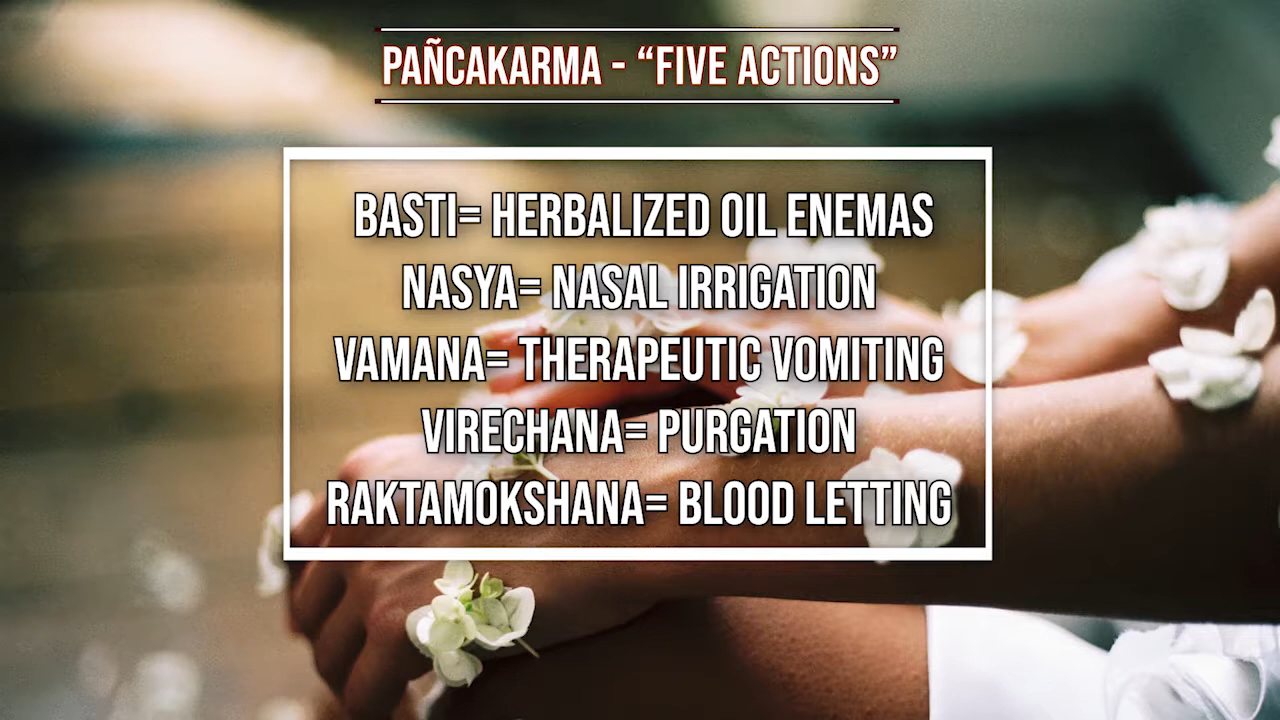 PAÑCAKARMA - “FIVE ACTIONS”
BASTI= HERBALIZED OIL ENEMAS
NASYA= NASAL IRRIGATION
VAMANA= THERAPEUTIC VOMITING
VIRECHANA= PURGATION
RAKTAMOKSHANA= BLOOD LETTING